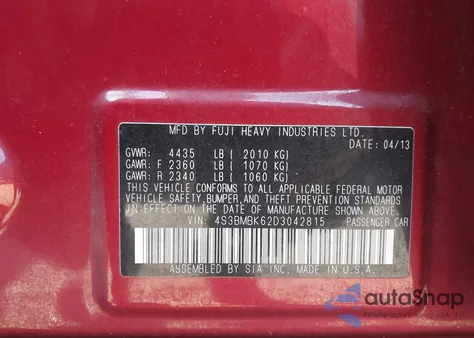 MFD BY FUJI HEAVY INDUSTRIES LTD.
DATE: 04/13
GVWR: 4435 LB ( 2010 KG)
GAWR: F 2360 LB ( 1070 KG)
GAWR: R 2340 LB ( 1060 KG)
THIS VEHICLE CONFORMS TO ALL APPLICABLE FEDERAL MOTOR
VEHICLE SAFETY, BUMPER, AND THEFT PREVENTION STANDARDS
IN EFFECT ON THE DATE OF MANUFACTURE SHOWN ABOVE.
VIN: 4S3BMBK62D3042815 PASSENGER CAR
ASSEMBLED BY SIA INC. MADE IN U.S.A.
autoSnap